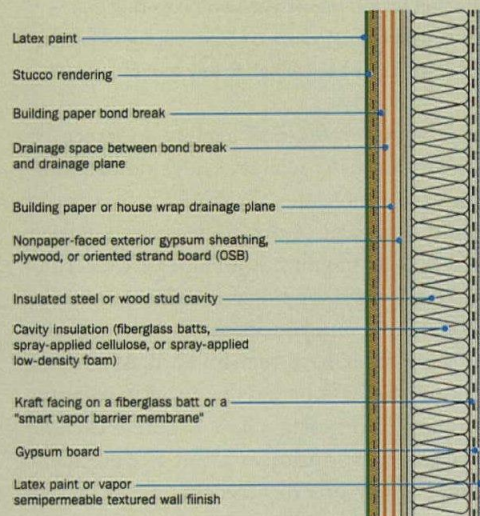 Latex paint
Stucco rendering
Building paper bond break
Drainage space between bond break
and drainage plane
Building paper or house wrap drainage plane
Nonpaper-faced exterior gypsum sheathing,
plywood, or oriented strand board (OSB)
Insulated steel or wood stud cavity
Cavity insulation (fiberglass batts,
spray-applied cellulose, or spray-applied
low-density foam)
Kraft facing on a fiberglass batt or a
"smart vapor barrier membrane"
Gypsum board
Latex paint or vapor
semipermeable textured wall fiinish